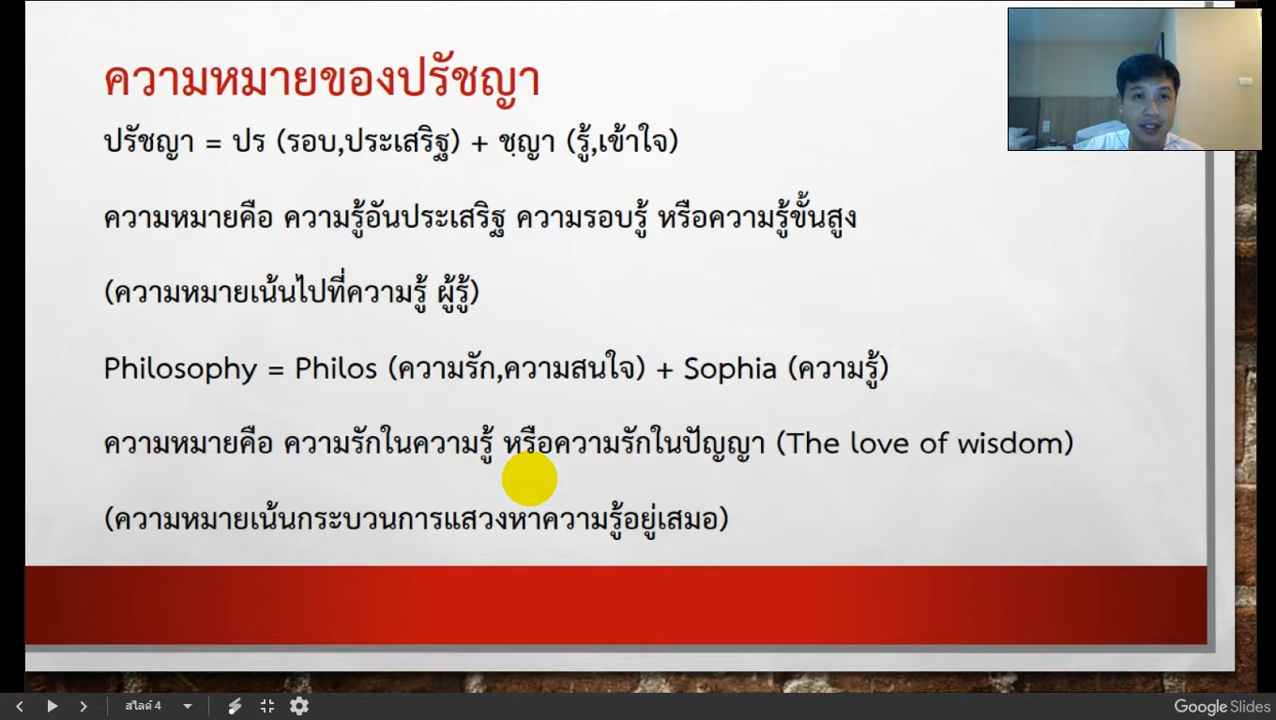 ความหมายของปรัชญา
ปรัชญา = ปร (รอบ,ประเสริฐ) + ชฺญา (รู้,เข้าใจ)
ความหมายคือ ความรู้อันประเสริฐ ความรอบรู้ หรือความรู้ขั้นสูง
(ความหมายเน้นไปที่ความรู้ ผู้รู้)
Philosophy = Philos (ความรัก,ความสนใจ) + Sophia (ความรู้)
ความหมายคือ ความรักในความรู้ หรือความรักในปัญญา (The love of wisdom)
(ความหมายเน้นกระบวนการแสวงหาความรู้อยู่เสมอ)
สไลด์ 4
Google Slides